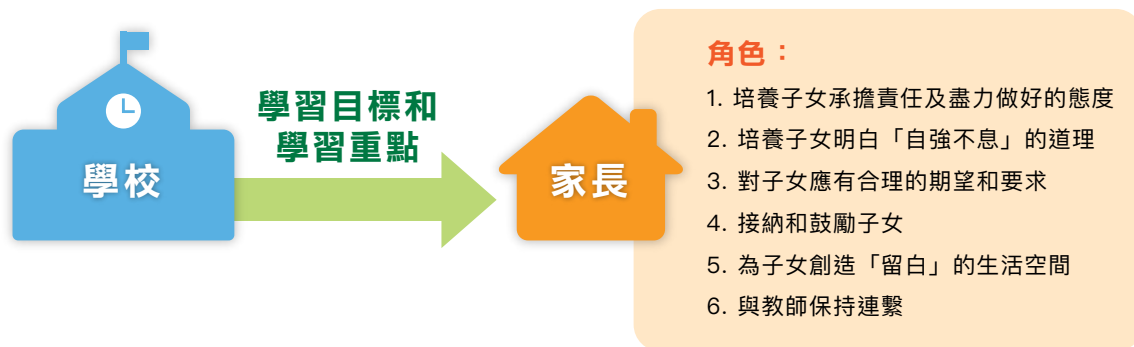 學校
學習目標和
學習重點
家長
角色：
1. 培養子女承擔責任及盡力做好的態度
2. 培養子女明白「自強不息」的道理
3. 對子女應有合理的期望和要求
4. 接納和鼓勵子女
5. 為子女創造「留白」的生活空間
6. 與教師保持連繫